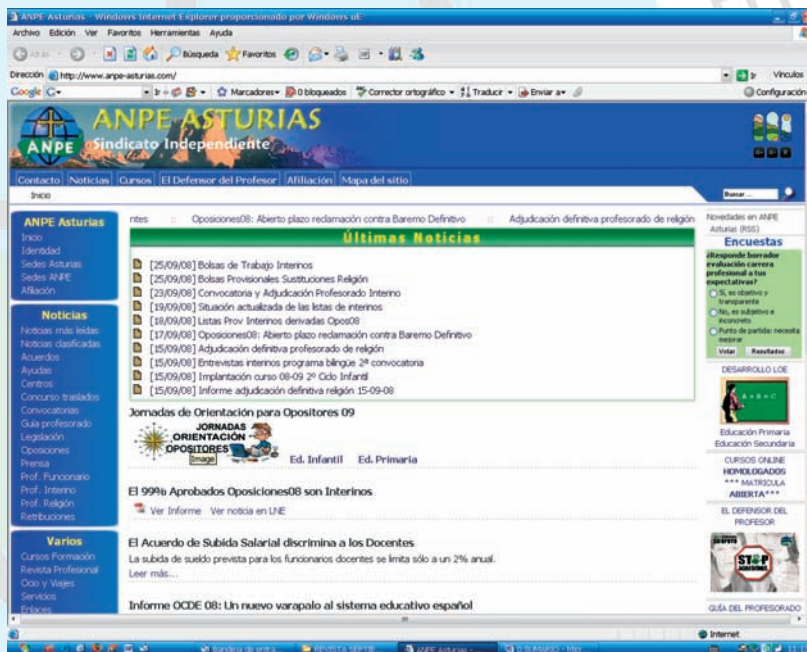 ANPE Asturias - Windows Internet Explorer proporcionado por Windows uE
Archivo Edición Ver Favoritos Herramientas Ayuda
Atrás Búsqueda Favoritos
Dirección http://www.anpe-asturias.com/ Ir Vínculos
Google G Ir Marcadores 0 bloqueados Corrector ortográfico Traducir Enviar a Configuración
ANPE ASTURIAS
ANPE Sindicato Independiente
Contacto Noticias Cursos El Defensor del Profesor Afiliación Mapa del sitio
Inicio
Buscar ...
ANPE Asturias
Inicio
Identidad
Sedes Asturias
Sedes ANPE
Afiliación
Noticias
Noticias más leídas
Noticias clasificadas
Acuerdos
Ayudas
Centros
Concurso traslados
Convocatorias
Guía profesorado
Legislación
Oposiciones
Prensa
Prof. Funcionario
Prof. Interino
Prof. Religión
Retribuciones
Varios
Cursos Formación
Revista Profesional
Ocio y Viajes
Servicios
Enlaces
ntes :: Oposiciones08: Abierto plazo reclamación contra Baremo Definitivo :: Adjudicación definitiva profesorado de religión
Últimas Noticias
[25/09/08] Bolsas de Trabajo Interinos
[25/09/08] Bolsas Provisionales Sustituciones Religión
[23/09/08] Convocatoria y Adjudicación Profesorado Interino
[19/09/08] Situación actualizada de las listas de interinos
[18/09/08] Listas Prov Interinos derivadas Opos08
[17/09/08] Oposiciones08: Abierto plazo reclamación contra Baremo Definitivo
[15/09/08] Adjudicación definitiva profesorado de religón
[15/09/08] Entrevistas interinos programa bilingüe 2ª convocatoria
[15/09/08] Implantación curso 08-09 2º Ciclo Infantil
[15/09/08] Informe adjudicación definitiva religión 15-09-08
Jornadas de Orientación para Opositores 09
JORNADAS
ORIENTACIÓN
OPOSITORES
Image
Ed. Infantil Ed. Primaria
El 99% Aprobados Oposiciones08 son Interinos
Ver Informe Ver noticia en LNE
El Acuerdo de Subida Salarial discrimina a los Docentes
La subida de sueldo prevista para los funcionarios docentes se limita sólo a un 2% anual.
Leer más...
Informe OCDE 08: Un nuevo varapalo al sistema educativo español
Novedades en ANPE
Asturias (RSS)
Encuestas
¿Responde borrador
evaluación carrera
profesional a tus
expectativas?
Sí, es objetivo y
transparente
No, es subjetivo e
inconcreto
Punto de partida: necesita
mejorar
Votar Resultados
DESARROLLO LOE
A + B = C
Educación Primaria
Educación Secundaria
CURSOS ONLINE
HOMOLOGADOS
*** MATRICULA
ABIERTA***
EL DEFENSOR DEL
PROFESOR
STOP
GUÍA DEL PROFESORADO
Internet
Bandeja de entra... REVISTA SEPTIE... ANPE Asturias - ... 0 SUMARIO - Micr...